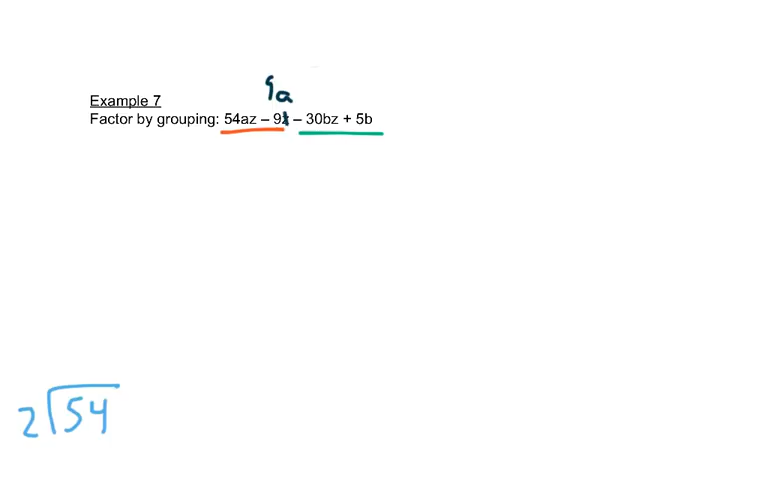 9a
Example 7
Factor by grouping: 54az – 9 – 30bz + 5b
2 54